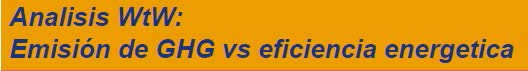 Analisis WtW:
Emisión de GHG vs eficiencia energetica